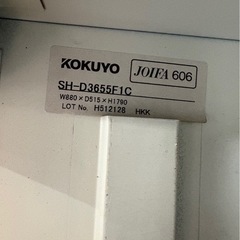 KOKUYO JOIFA 606
SH-D3655F1C
W880×D515×H1790
LOT No. H512128 HKK